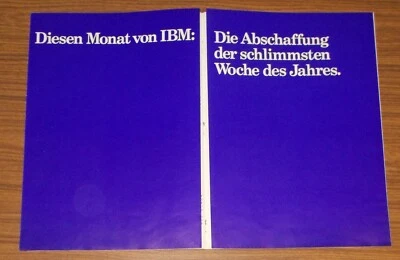 Diesen Monat von IBM:
Die Abschaffung
der schlimmsten
Woche des Jahres.